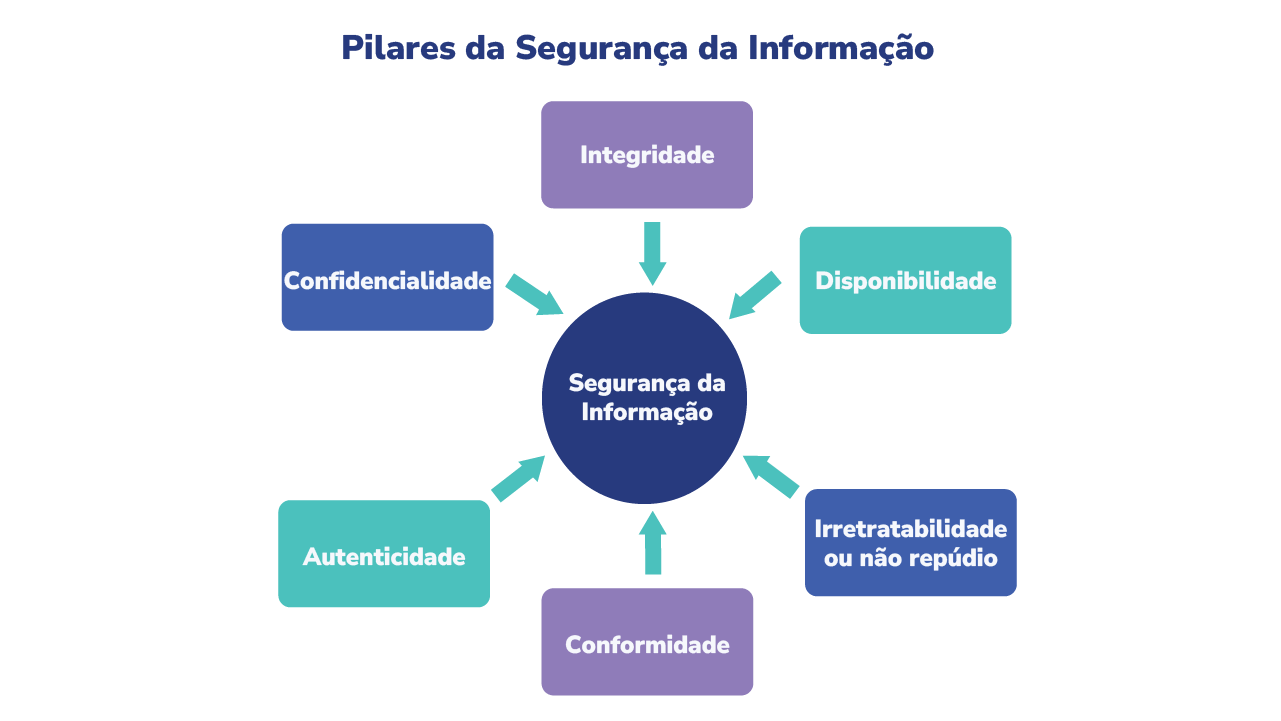 Pilares da Segurança da Informação
Integridade
Confidencialidade
Disponibilidade
Segurança da
Informação
Autenticidade
Irretratabilidade
ou não repúdio
Conformidade